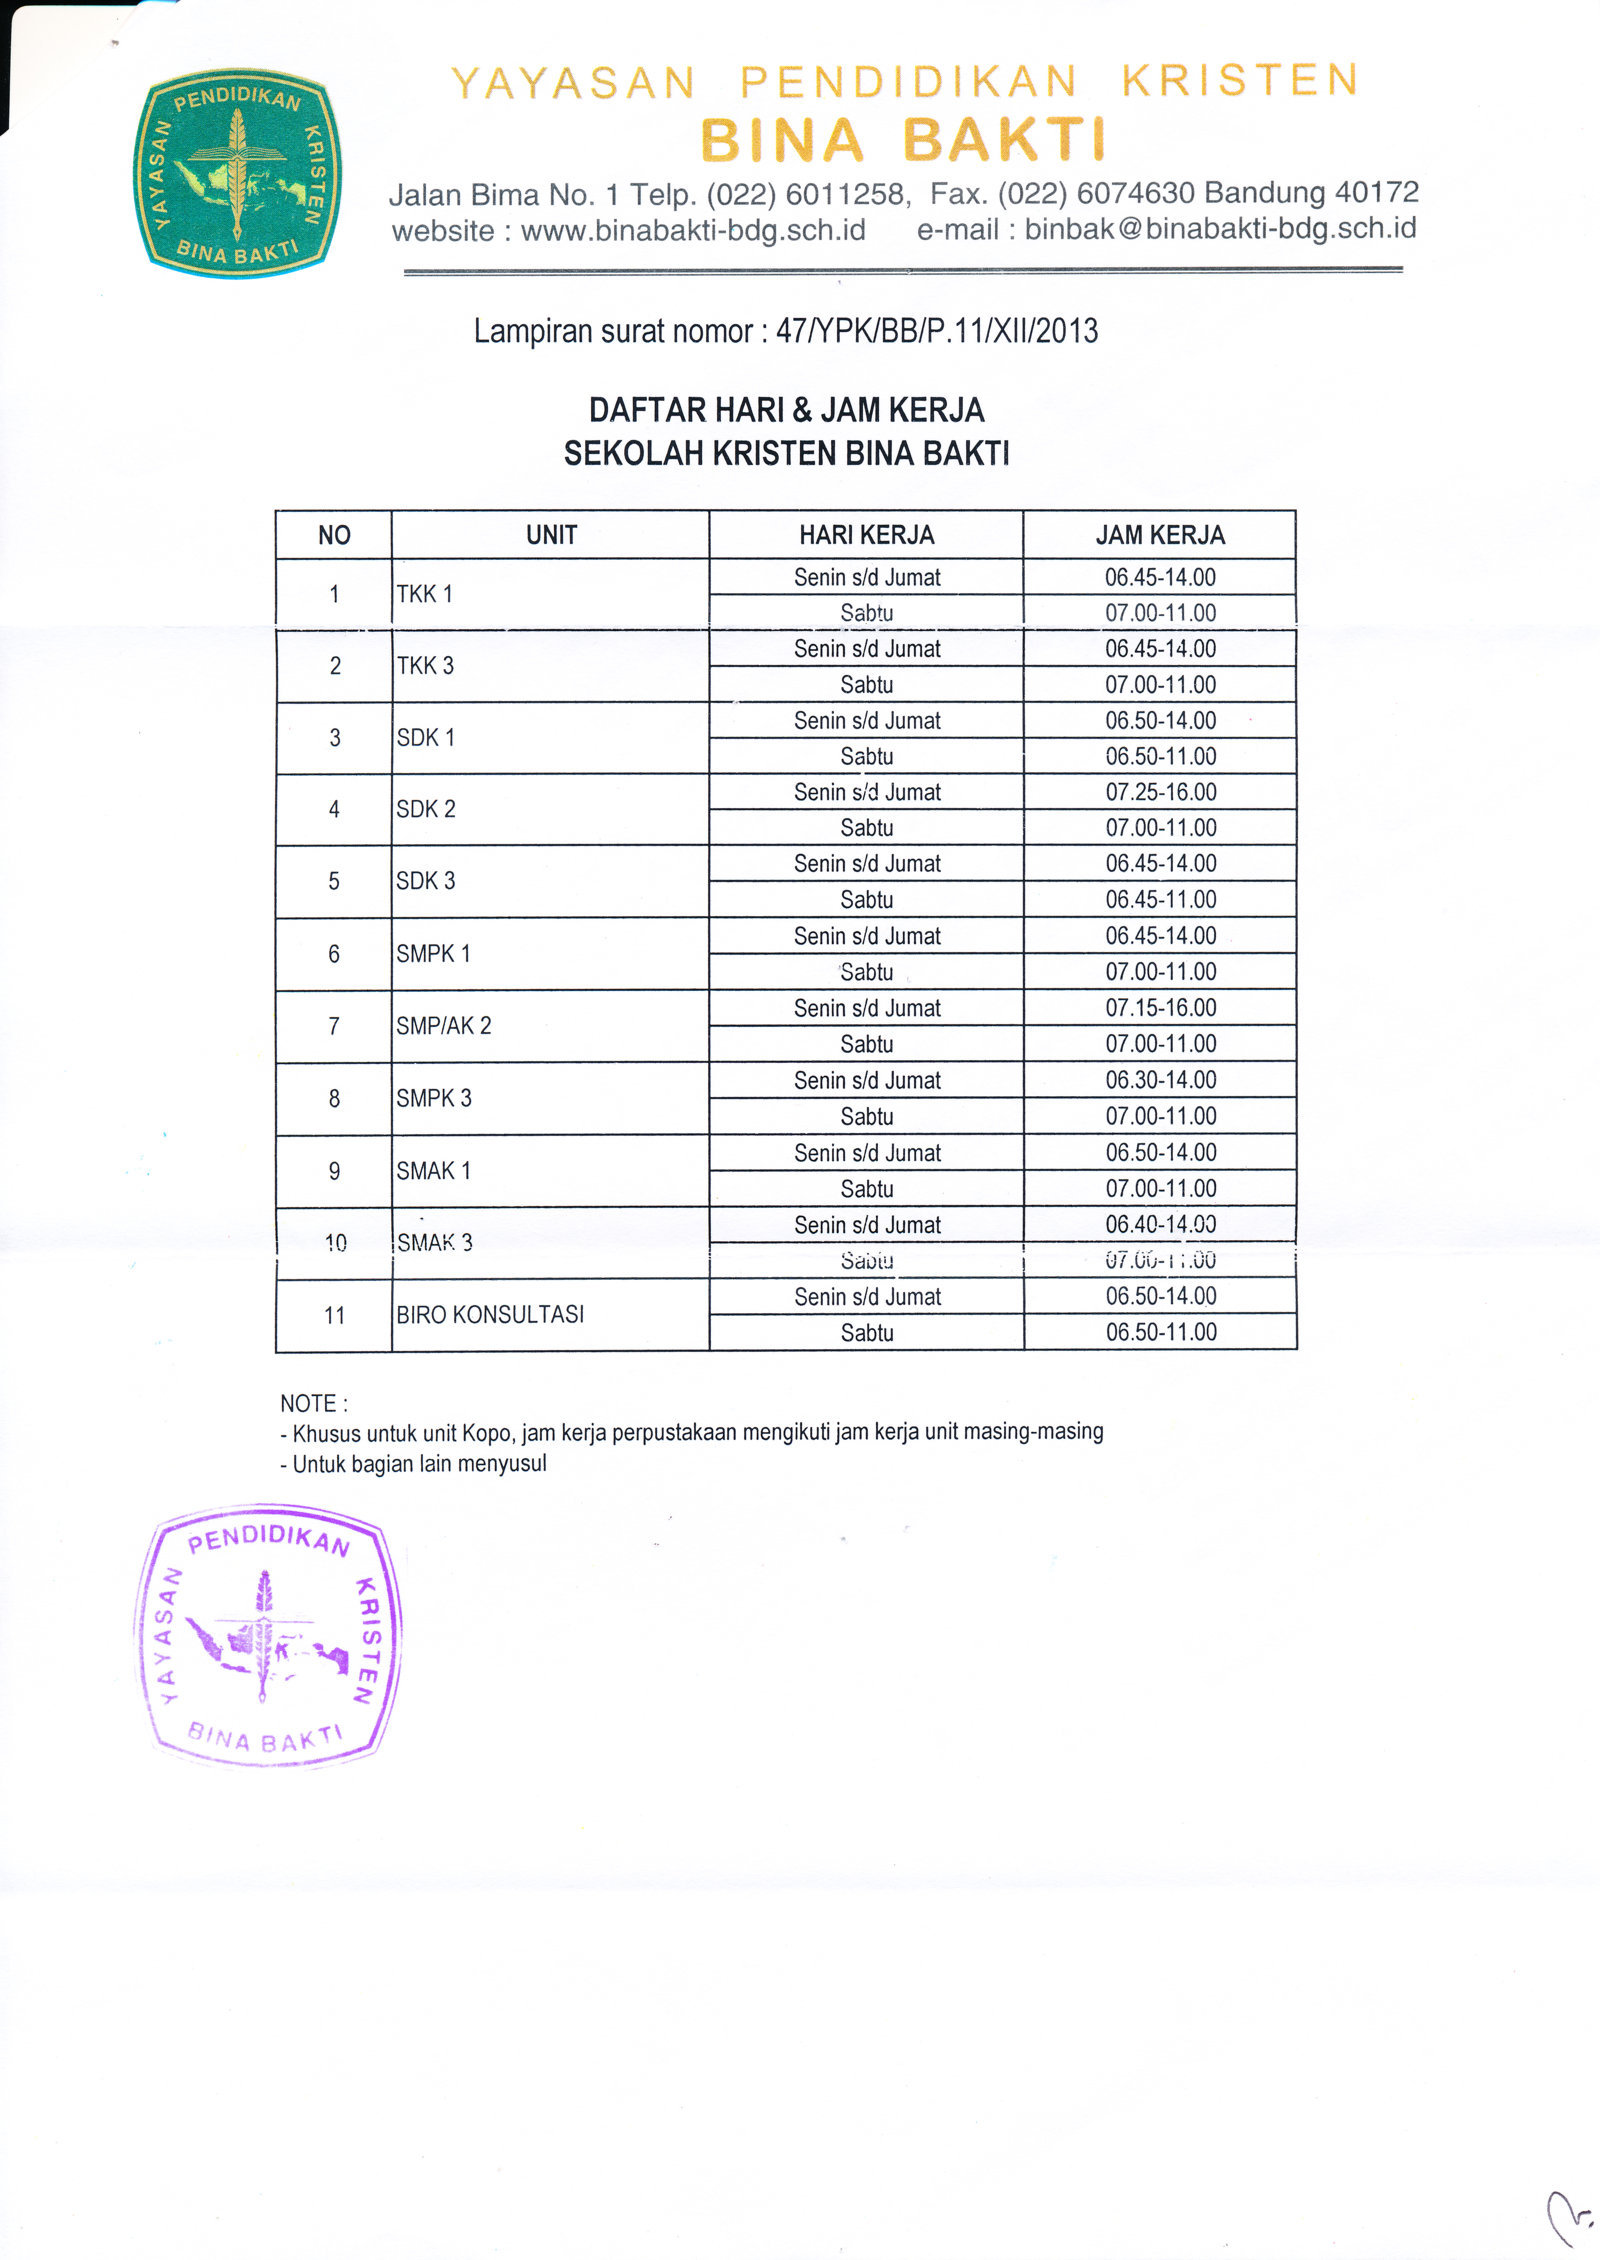 YAYASAN PENDIDIKAN KRISTEN
BINA BAKTI
YAYASAN PENDIDIKAN KRISTEN
BINA BAKTI
Jalan Bima No. 1 Telp. (022) 6011258, Fax. (022) 6074630 Bandung 40172
website : www.binabakti-bdg.sch.id e-mail : binbak@binabakti-bdg.sch.id
Lampiran surat nomor : 47/YPK/BB/P.11/XII/2013
DAFTAR HARI & JAM KERJA
SEKOLAH KRISTEN BINA BAKTI
NO UNIT HARI KERJA JAM KERJA
1 TKK 1 Senin s/d Jumat 06.45-14.00
Sabtu 07.00-11.00
2 TKK 3 Senin s/d Jumat 06.45-14.00
Sabtu 07.00-11.00
3 SDK 1 Senin s/d Jumat 06.50-14.00
Sabtu 06.50-11.00
4 SDK 2 Senin s/d Jumat 07.25-16.00
Sabtu 07.00-11.00
5 SDK 3 Senin s/d Jumat 06.45-14.00
Sabtu 06.45-11.00
6 SMPK 1 Senin s/d Jumat 06.45-14.00
Sabtu 07.00-11.00
7 SMP/AK 2 Senin s/d Jumat 07.15-16.00
Sabtu 07.00-11.00
8 SMPK 3 Senin s/d Jumat 06.30-14.00
Sabtu 07.00-11.00
9 SMAK 1 Senin s/d Jumat 06.50-14.00
Sabtu 07.00-11.00
10 SMAK 3 Senin s/d Jumat 06.40-14.00
Sabtu 07.00-11.00
11 BIRO KONSULTASI Senin s/d Jumat 06.50-14.00
Sabtu 06.50-11.00
NOTE :
- Khusus untuk unit Kopo, jam kerja perpustakaan mengikuti jam kerja unit masing-masing
- Untuk bagian lain menyusul
YAYASAN PENDIDIKAN KRISTEN
BINA BAKTI